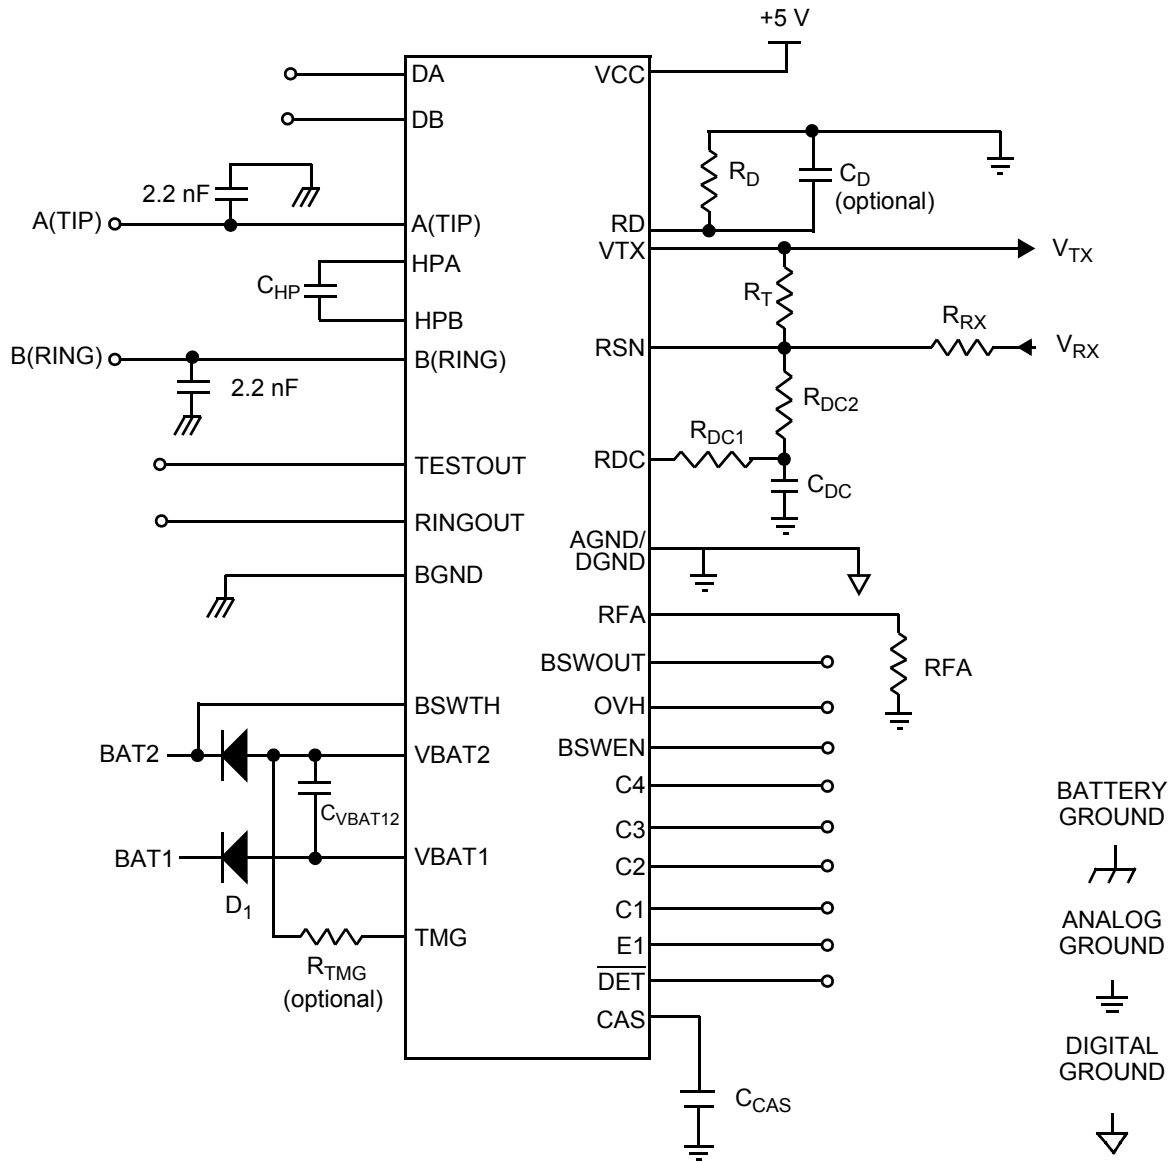 +5 V
DA
VCC
DB
2.2 nF
R_D
C_D
(optional)
A(TIP)
A(TIP)
RD
VTX
V_TX
HPA
C_HP
R_T
HPB
R_RX
B(RING)
B(RING)
RSN
V_RX
2.2 nF
R_DC2
R_DC1
TESTOUT
RDC
C_DC
RINGOUT
AGND/
DGND
BGND
RFA
BSWOUT
RFA
BSWTH
OVH
BAT2
VBAT2
BSWEN
C4
BATTERY
GROUND
C_VBAT12
C3
BAT1
VBAT1
C2
D_1
C1
ANALOG
GROUND
TMG
E1
R_TMG
(optional)
DET
CAS
DIGITAL
GROUND
C_CAS